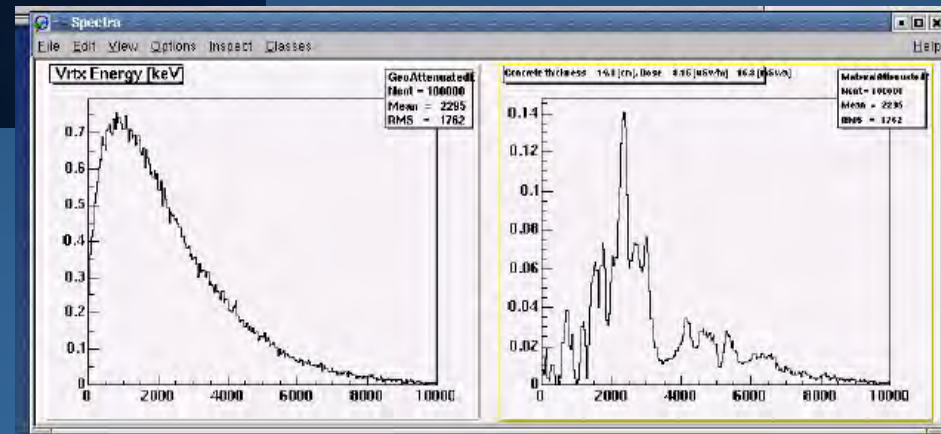 Spectra
File Edit View Options Inspect Classes Help
Vrtx Energy [keV
GeoAttenuatedE
Nent = 100000
Mean = 2295
RMS = 1762
0.7
0.6
0.5
0.4
0.3
0.2
0.1
0
0 2000 4000 6000 8000 10000
Concrete thickness Dose
MaterialAttenuatedE
Nent = 100000
Mean = 2295
RMS = 1762
0.14
0.12
0.1
0.08
0.06
0.04
0.02
0
0 2000 4000 6000 8000 10000